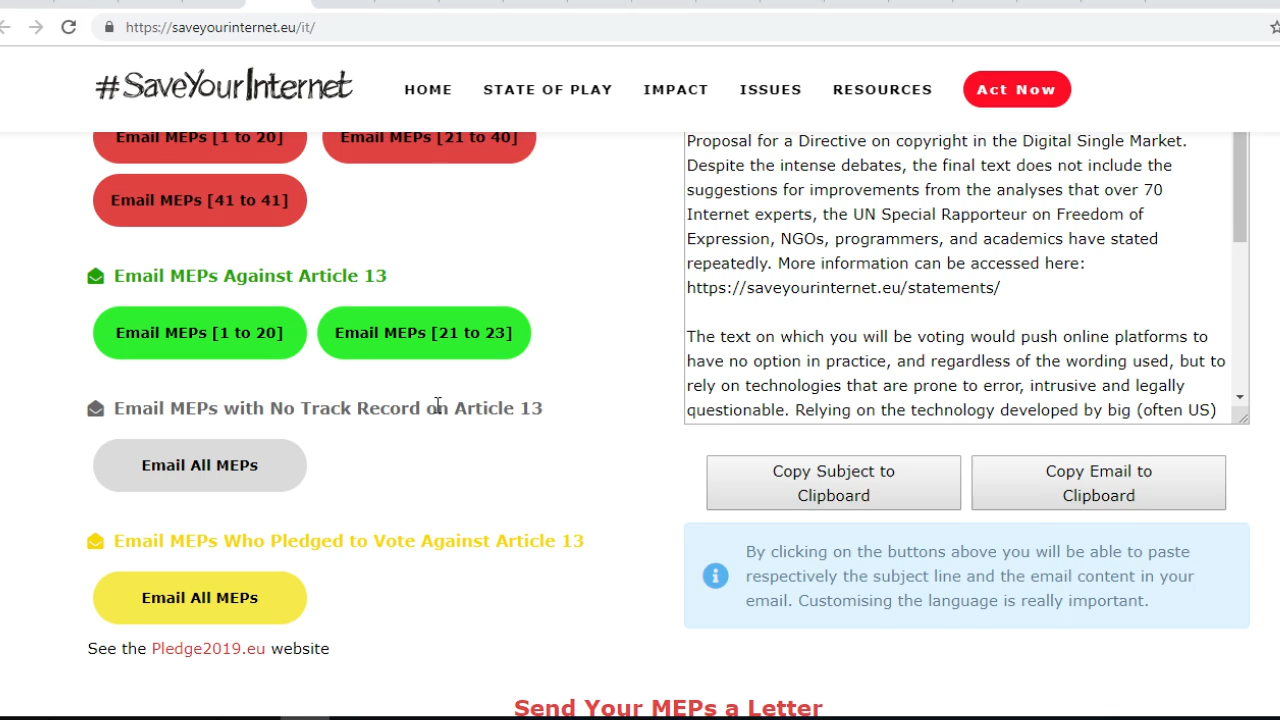 https://saveyourinternet.eu/it/
#SaveYourInternet
HOME
STATE OF PLAY
IMPACT
ISSUES
RESOURCES
Act Now
Email MEPs [1 to 20]
Email MEPs [21 to 40]
Email MEPs [41 to 41]
Email MEPs Against Article 13
Email MEPs [1 to 20]
Email MEPs [21 to 23]
Email MEPs with No Track Record on Article 13
Email All MEPs
Email MEPs Who Pledged to Vote Against Article 13
Email All MEPs
See the Pledge2019.eu website
Proposal for a Directive on copyright in the Digital Single Market.
Despite the intense debates, the final text does not include the
suggestions for improvements from the analyses that over 70
Internet experts, the UN Special Rapporteur on Freedom of
Expression, NGOs, programmers, and academics have stated
repeatedly. More information can be accessed here:
https://saveyourinternet.eu/statements/
The text on which you will be voting would push online platforms to
have no option in practice, and regardless of the wording used, but to
rely on technologies that are prone to error, intrusive and legally
questionable. Relying on the technology developed by big (often US)
Copy Subject to
Clipboard
Copy Email to
Clipboard
By clicking on the buttons above you will be able to paste
respectively the subject line and the email content in your
email. Customising the language is really important.
Send Your MEPs a Letter